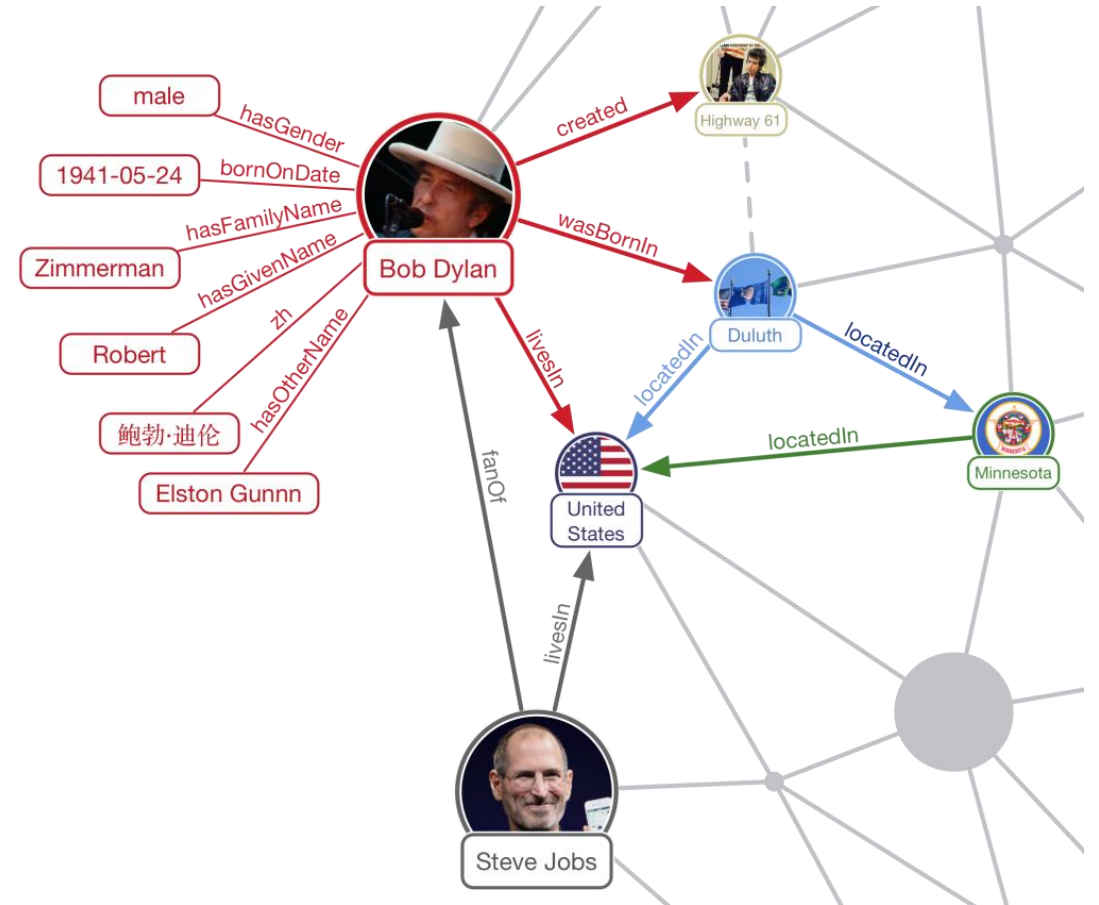 male
hasGender
1941-05-24
bornOnDate
Zimmerman
hasFamilyName
Robert
hasGivenName
鲍勃·迪伦
zh
Elston Gunnn
hasOtherName
Bob Dylan
created
Highway 61
wasBornIn
Duluth
livesIn
locatedIn
locatedIn
Minnesota
locatedIn
United
States
fanOf
livesIn
Steve Jobs